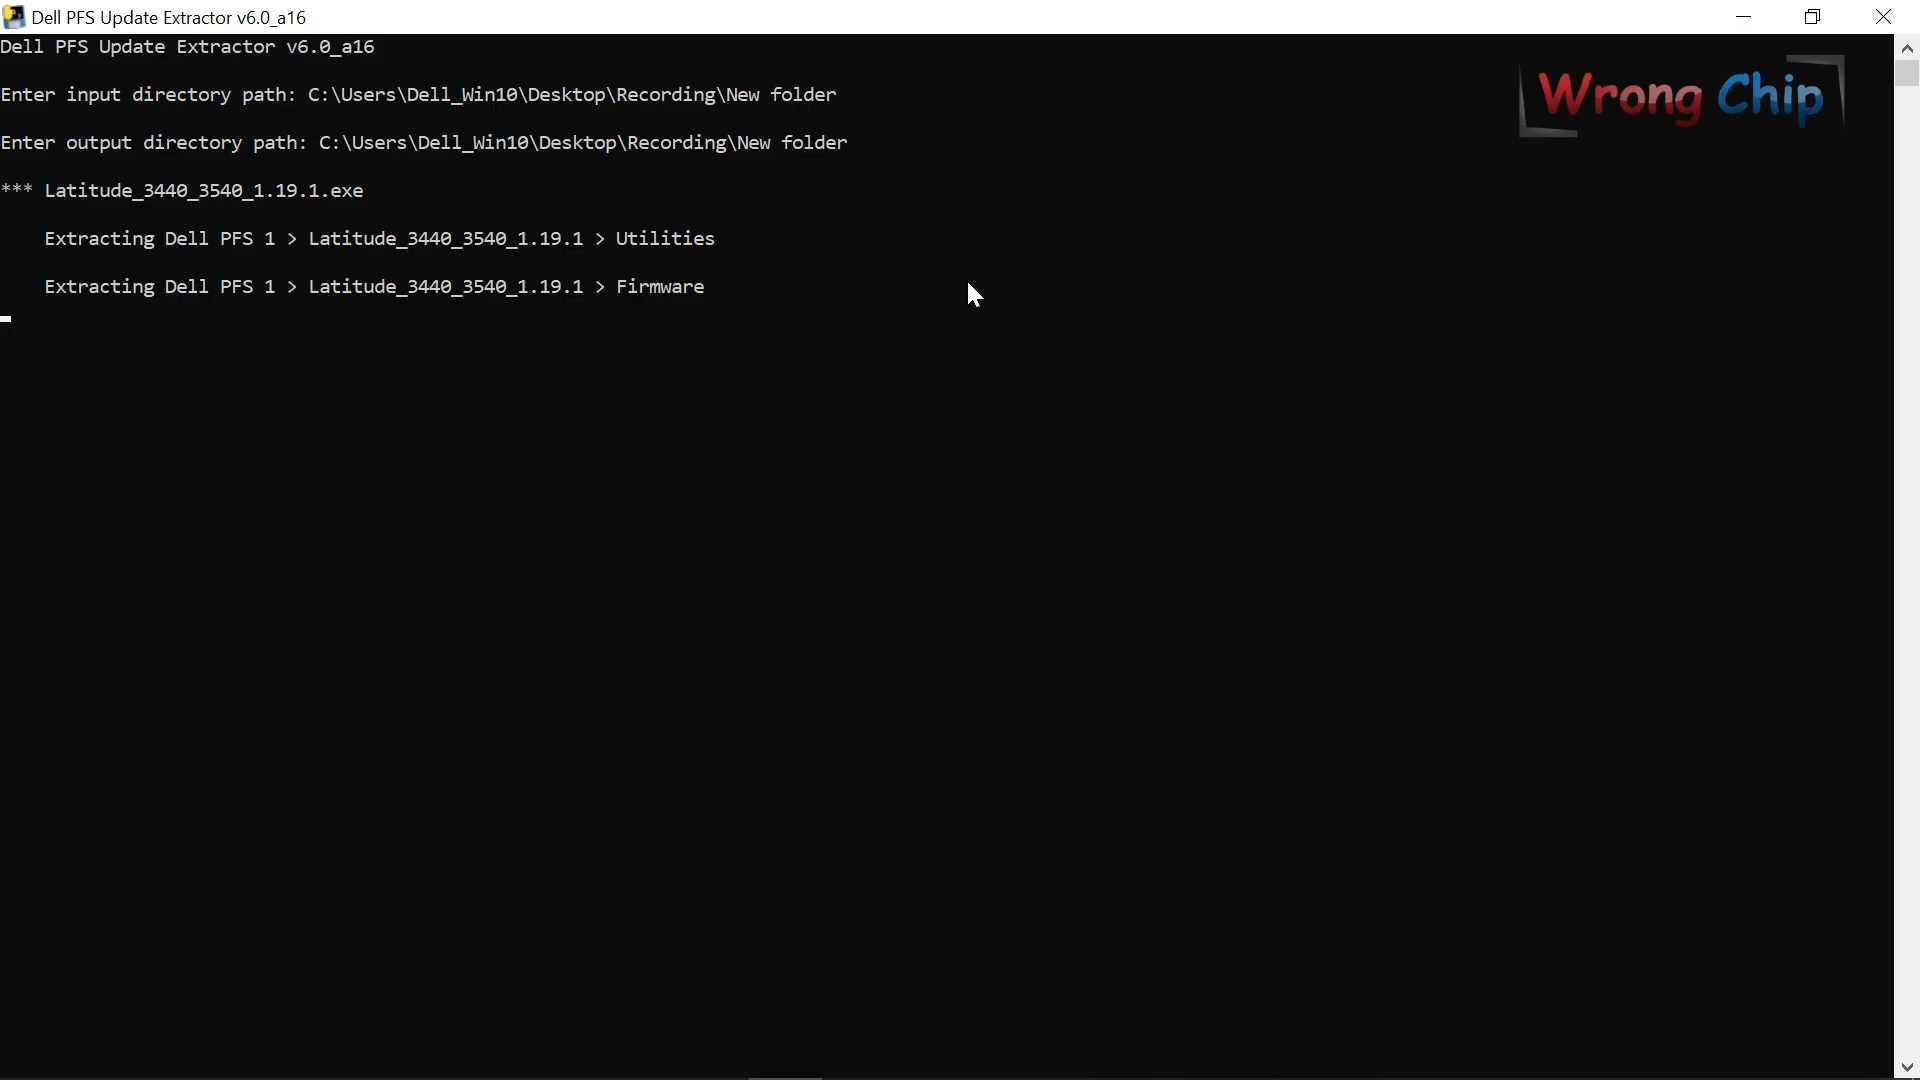 Dell PFS Update Extractor v6.0_a16
Dell PFS Update Extractor v6.0_a16
Wrong Chip
Enter input directory path: C:\Users\Dell_Win10\Desktop\Recording\New folder
Enter output directory path: C:\Users\Dell_Win10\Desktop\Recording\New folder
*** Latitude_3440_3540_1.19.1.exe
Extracting Dell PFS 1 > Latitude_3440_3540_1.19.1 > Utilities
Extracting Dell PFS 1 > Latitude_3440_3540_1.19.1 > Firmware